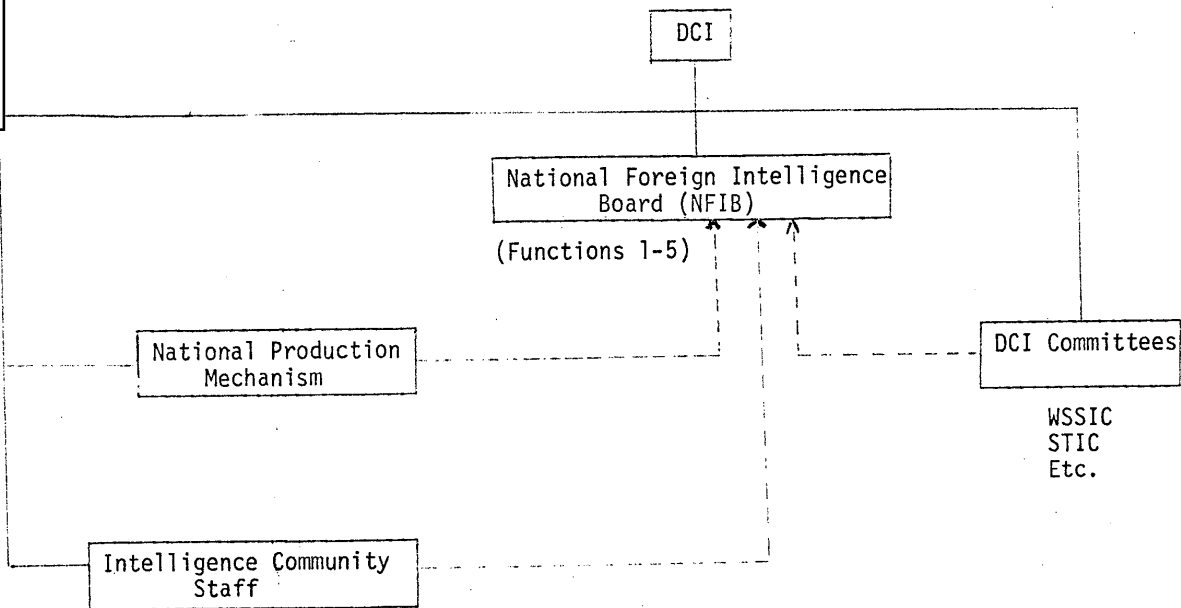 DCI
National Foreign Intelligence
Board (NFIB)
(Functions 1-5)
National Production
Mechanism
DCI Committees
WSSIC
STIC
Etc.
Intelligence Community
Staff